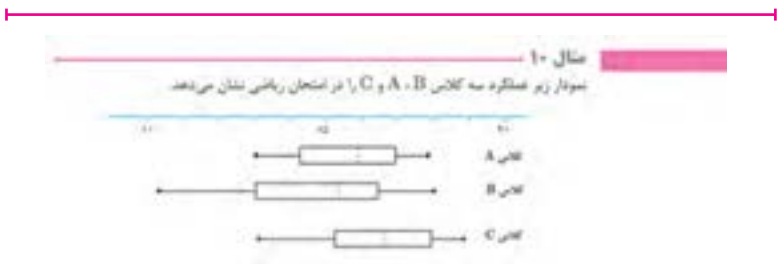 مثال ۱۰
نمودار زیر عملکرد سه کلاس A ، B و C را در امتحان ریاضی نشان می‌دهد.
کلاس A
کلاس B
کلاس C